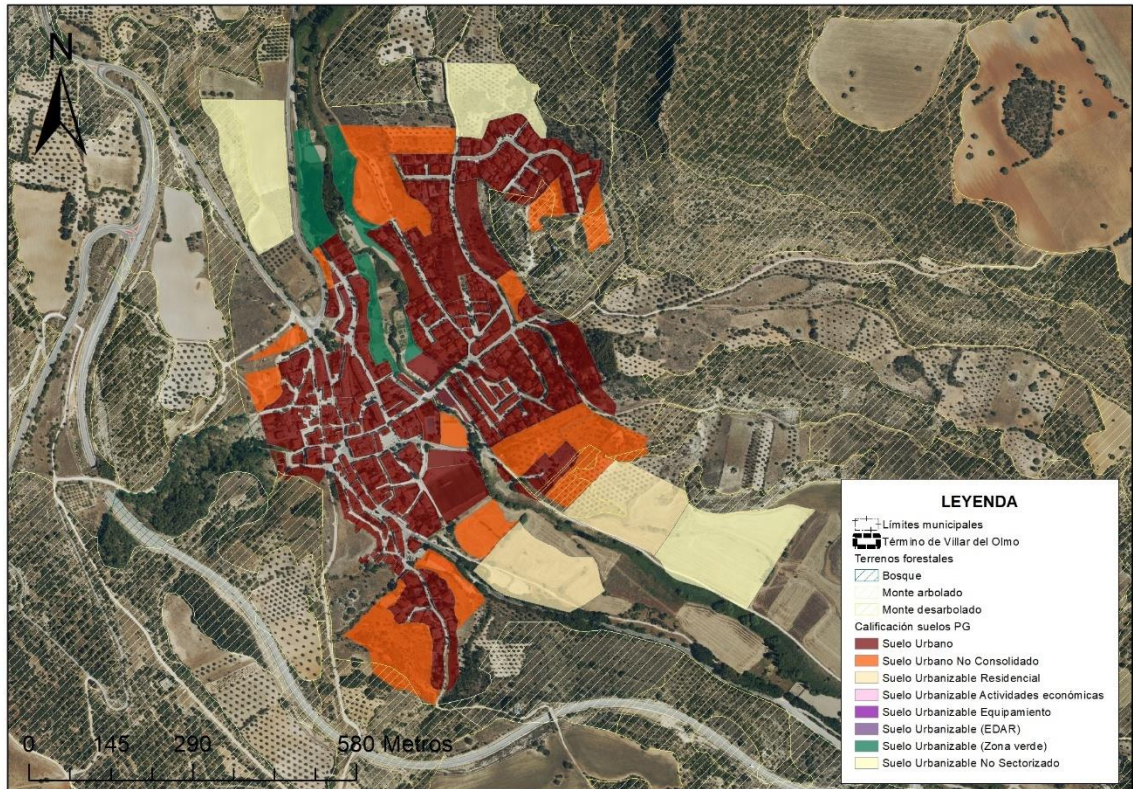 N
LEYENDA
Límites municipales
Término de Villar del Olmo
Terrenos forestales
Bosque
Monte arbolado
Monte desarbolado
Calificación suelos PG
Suelo Urbano
Suelo Urbano No Consolidado
Suelo Urbanizable Residencial
Suelo Urbanizable Actividades económicas
Suelo Urbanizable Equipamiento
Suelo Urbanizable (EDAR)
Suelo Urbanizable (Zona verde)
Suelo Urbanizable No Sectorizado
0 145 290 580 Metros